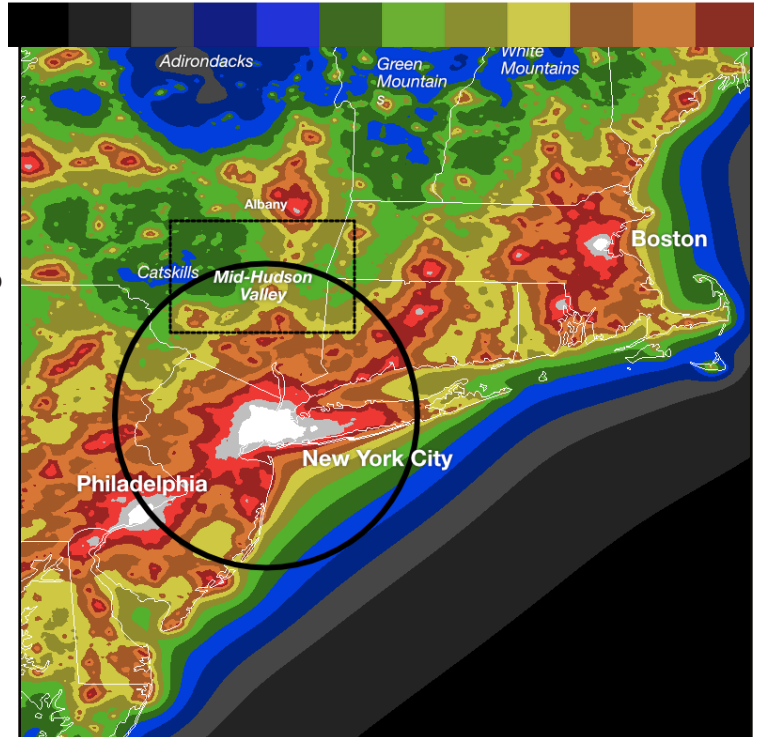 Adirondacks
Green
Mountain
s
White
Mountains
Albany
Boston
Catskills
Mid-Hudson
Valley
New York City
Philadelphia